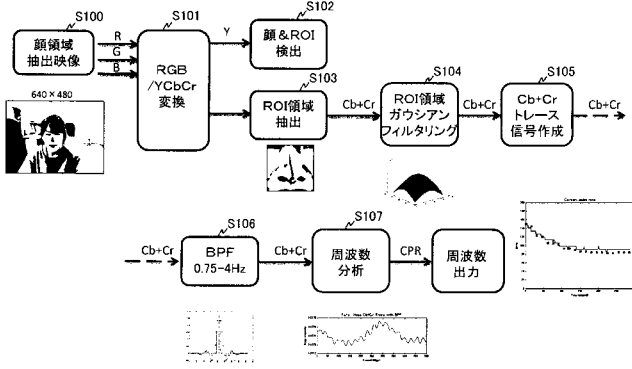 S100
顔領域
抽出映像
R
G
B
S101
RGB
/YCbCr
変換
Y
S102
顔&ROI
検出
S103
ROI領域
抽出
Cb+Cr
S104
ROI領域
ガウシアン
フィルタリング
Cb+Cr
S105
Cb+Cr
トレース
信号作成
Cb+Cr
640×480
Cb+Cr
S106
BPF
0.75-4Hz
Cb+Cr
S107
周波数
分析
CPR
周波数
出力